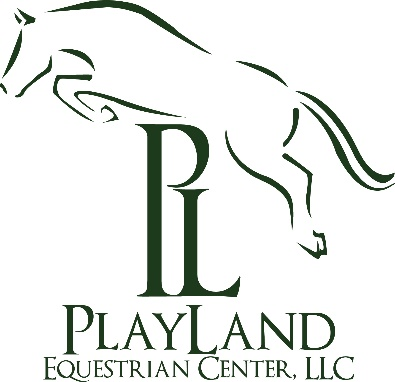 PL
PLAYLAND
EQUESTRIAN CENTER, LLC